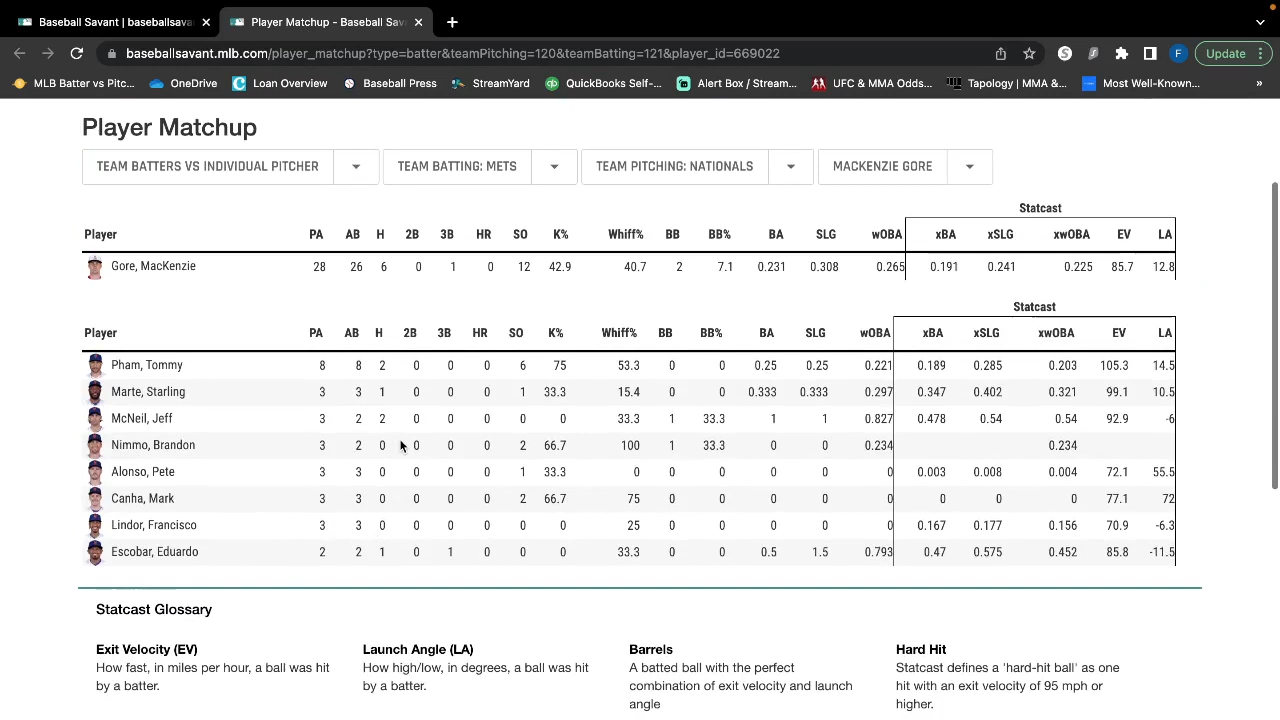 Baseball Savant | baseballsava
Player Matchup - Baseball Sav
baseballsavant.mlb.com/player_matchup?type=batter&teamPitching=120&teamBatting=121&player_id=669022
F
Update
MLB Batter vs Pitc... OneDrive Loan Overview Baseball Press StreamYard QuickBooks Self-... Alert Box / Stream... UFC & MMA Odds... Tapology | MMA &... Most Well-Known... »
Player Matchup
TEAM BATTERS VS INDIVIDUAL PITCHER TEAM BATTING: METS TEAM PITCHING: NATIONALS MACKENZIE GORE
Statcast
Player PA AB H 2B 3B HR SO K% Whiff% BB BB% BA SLG wOBA xBA xSLG xwOBA EV LA
Gore, MacKenzie 28 26 6 0 1 0 12 42.9 40.7 2 7.1 0.231 0.308 0.265 0.191 0.241 0.225 85.7 12.8
Statcast
Player PA AB H 2B 3B HR SO K% Whiff% BB BB% BA SLG wOBA xBA xSLG xwOBA EV LA
Pham, Tommy 8 8 2 0 0 0 6 75 53.3 0 0 0.25 0.25 0.221 0.189 0.285 0.203 105.3 14.5
Marte, Starling 3 3 1 0 0 0 1 33.3 15.4 0 0 0.333 0.333 0.297 0.347 0.402 0.321 99.1 10.5
McNeil, Jeff 3 2 2 0 0 0 0 0 33.3 1 33.3 1 1 0.827 0.478 0.54 0.54 92.9 -6
Nimmo, Brandon 3 2 0 0 0 0 2 66.7 100 1 33.3 0 0 0.234 0.234
Alonso, Pete 3 3 0 0 0 0 1 33.3 0 0 0 0 0 0 0.003 0.008 0.004 72.1 55.5
Canha, Mark 3 3 0 0 0 0 2 66.7 75 0 0 0 0 0 0 0 0 77.1 72
Lindor, Francisco 3 3 0 0 0 0 0 0 25 0 0 0 0 0 0.167 0.177 0.156 70.9 -6.3
Escobar, Eduardo 2 2 1 0 1 0 0 0 33.3 0 0 0.5 1.5 0.793 0.47 0.575 0.452 85.8 -11.5
Statcast Glossary
Exit Velocity (EV)
How fast, in miles per hour, a ball was hit
by a batter.
Launch Angle (LA)
How high/low, in degrees, a ball was hit
by a batter.
Barrels
A batted ball with the perfect
combination of exit velocity and launch
angle
Hard Hit
Statcast defines a 'hard-hit ball' as one
hit with an exit velocity of 95 mph or
higher.